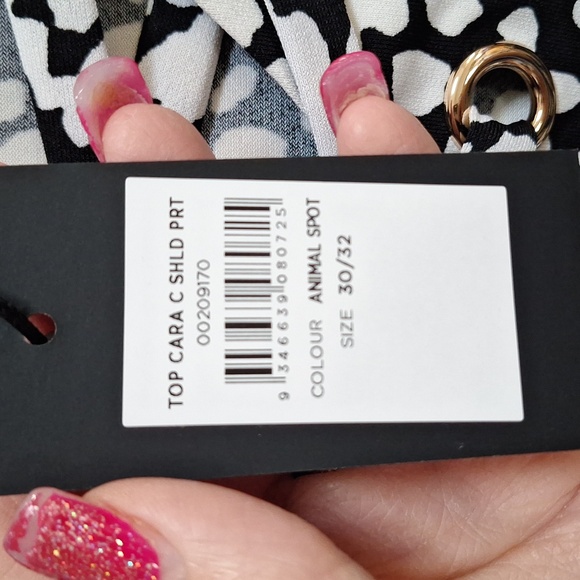 TOP CARA C SHLD PRT
00209170
9 346639 080725
COLOUR ANIMAL SPOT
SIZE 30/32